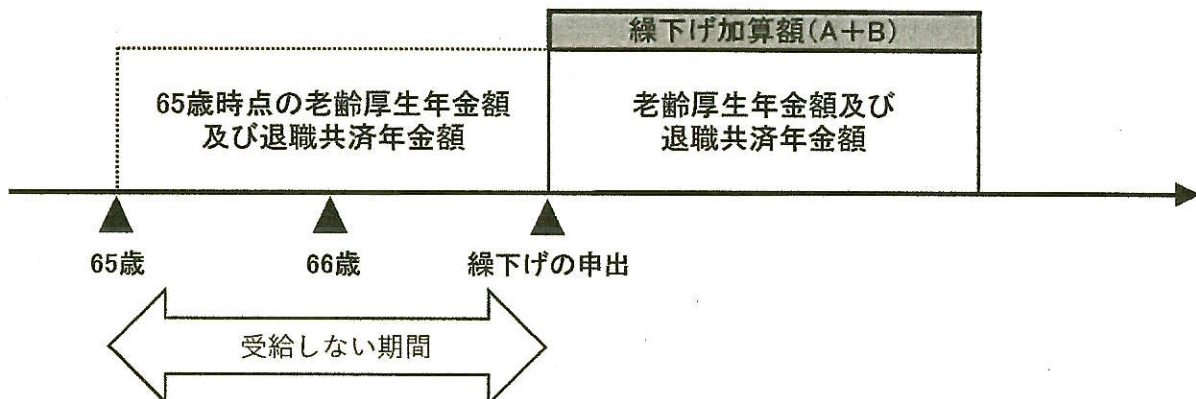 繰下げ加算額(A+B)
65歳時点の老齢厚生年金額
及び退職共済年金額
老齢厚生年金額及び
退職共済年金額
65歳
66歳
繰下げの申出
受給しない期間